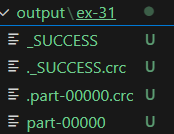 output\ex-31
_SUCCESS U
._SUCCESS.crc U
.part-00000.crc U
part-00000 U